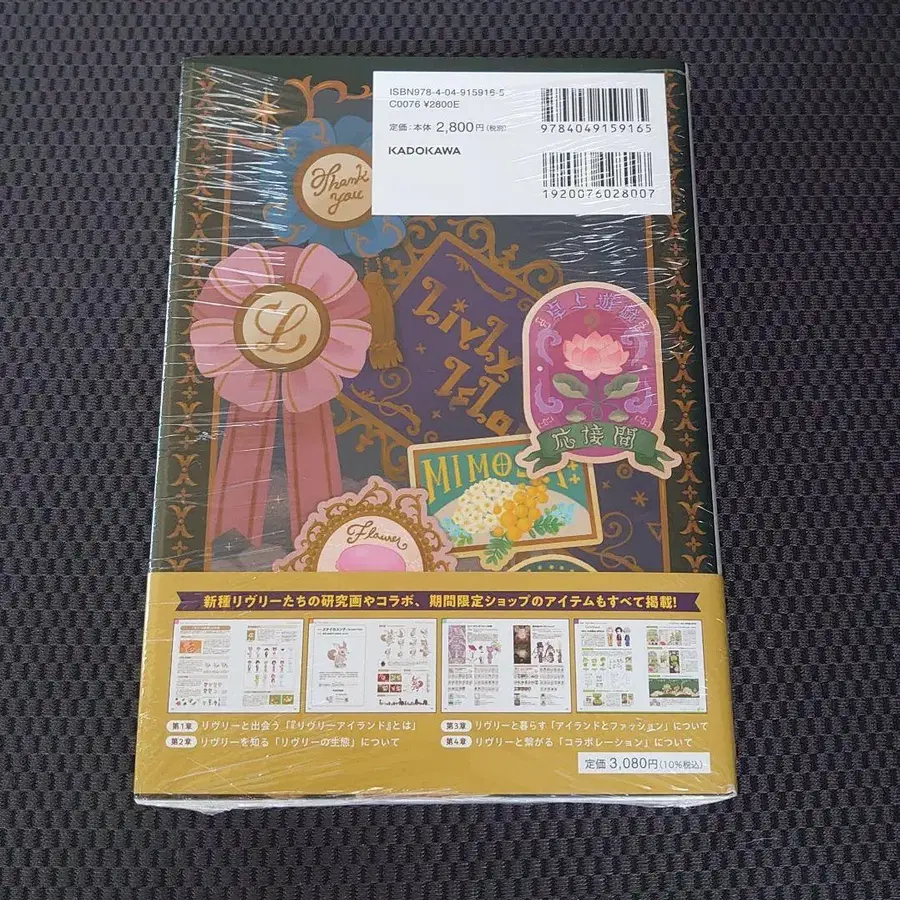 ISBN978-4-04-915916-5
C0076 ¥2800E
定価:本体 2,800円(税別)
KADOKAWA
9784049159165
1920076028007
Thank
you
L
Livly
卓上遊戯
応接間
Flower
新種リヴリーたちの研究画やコラボ、期間限定ショップのアイテムもすべて掲載!
第1章 リヴリーと出会う「『リヴリーアイランド』とは」
第2章 リヴリーを知る「リヴリーの生態」について
第3章 リヴリーと暮らす「アイランドとファッション」について
第4章 リヴリーと繋がる「コラボレーション」について
定価 3,080円(10%税込)